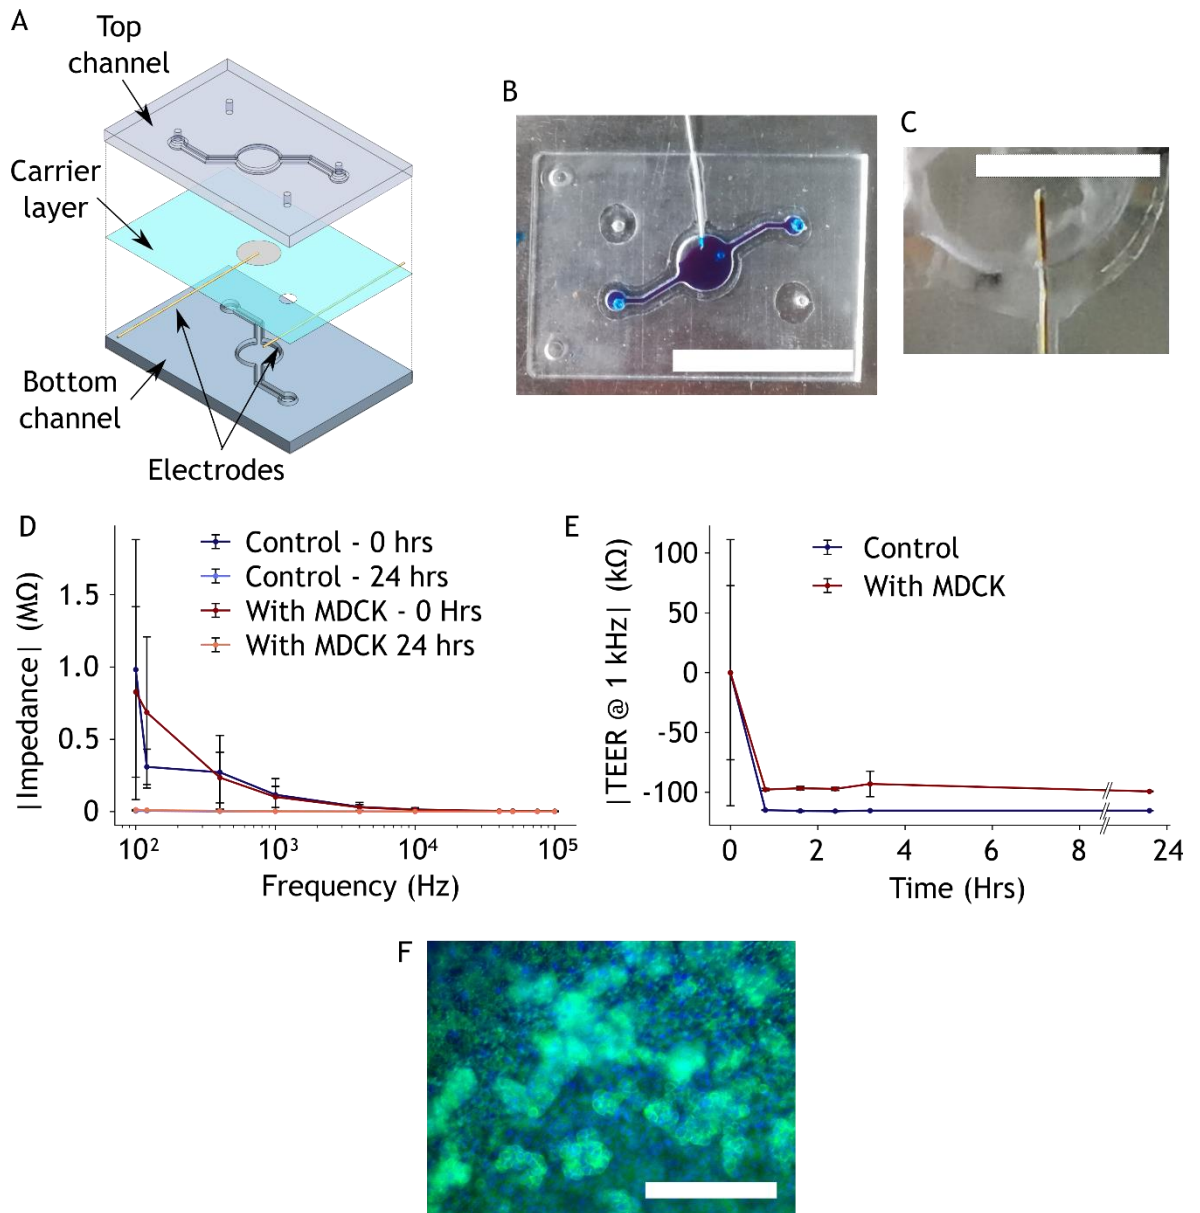 A
Top
channel
Carrier
layer
Bottom
channel
Electrodes
B
C
D
Control - 0 hrs
Control - 24 hrs
With MDCK - 0 Hrs
With MDCK 24 hrs
|Impedance| (MΩ)
1.5
1.0
0.5
0
10²
10³
10⁴
10⁵
Frequency (Hz)
E
Control
With MDCK
|TEER @ 1 kHz| (kΩ)
100
50
0
-50
-100
0
2
4
6
8
24
Time (Hrs)
F